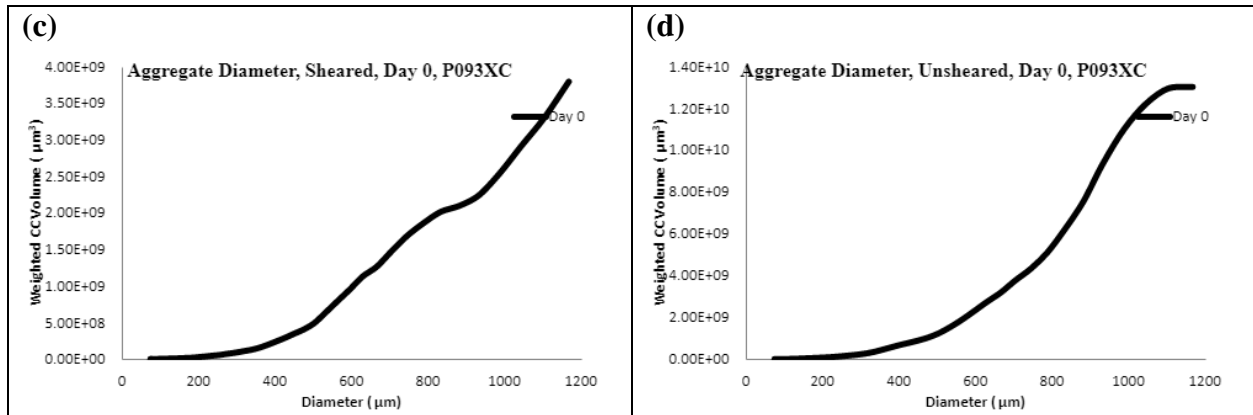 (c)
Aggregate Diameter, Sheared, Day 0, P093XC
Weighted CCVolume ( µm³)
4.00E+09
3.50E+09
3.00E+09
2.50E+09
2.00E+09
1.50E+09
1.00E+09
5.00E+08
0.00E+00
Day 0
0 200 400 600 800 1000 1200
Diameter ( µm)
(d)
Aggregate Diameter, Unsheared, Day 0, P093XC
Weighted CCVolume ( µm³)
1.40E+10
1.20E+10
1.00E+10
8.00E+09
6.00E+09
4.00E+09
2.00E+09
0.00E+00
Day 0
0 200 400 600 800 1000 1200
Diameter ( µm)